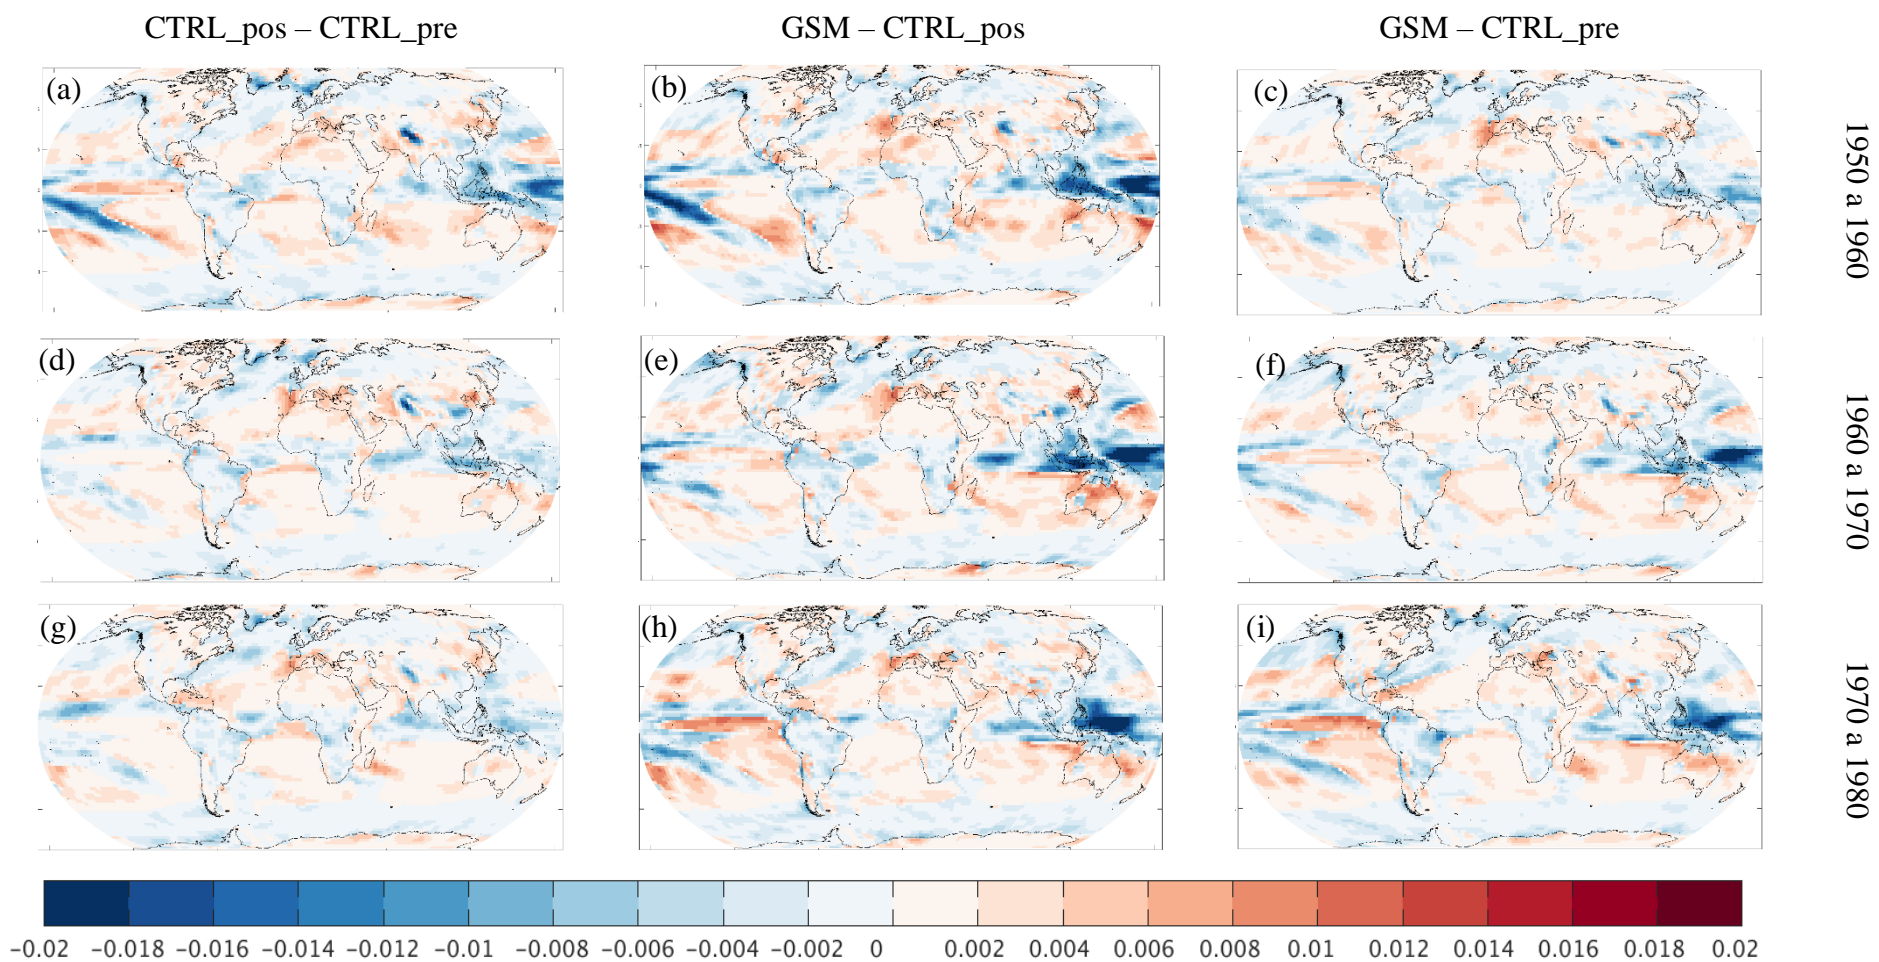 CTRL_pos – CTRL_pre
GSM – CTRL_pos
GSM – CTRL_pre
(a)
(b)
(c)
1950 a 1960
(d)
(e)
(f)
1960 a 1970
(g)
(h)
(i)
1970 a 1980
−0.02 −0.018 −0.016 −0.014 −0.012 −0.01 −0.008 −0.006 −0.004 −0.002 0 0.002 0.004 0.006 0.008 0.01 0.012 0.014 0.016 0.018 0.02